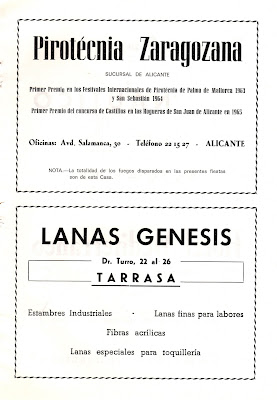 Pirotécnia Zaragozana
SUCURSAL DE ALICANTE
Primer Premio en los Festivales Internacionales de Pirotecnia de Palma de Mallorca 1963
y San Sebastián 1964
Primer Premio del concurso de Castillos en las Hogueras de San Juan de Alicante en 1965
Oficinas: Avd. Salamanca, 30 - Teléfono 22 15 27 - ALICANTE
NOTA.—La totalidad de los fuegos disparados en las presentes fiestas
son de esta Casa.
LANAS GENESIS
Dr. Turro, 22 al 26
TARRASA
Estambres Industriales · Lanas finas para labores
Fibras acrílicas
Lanas especiales para toquillería